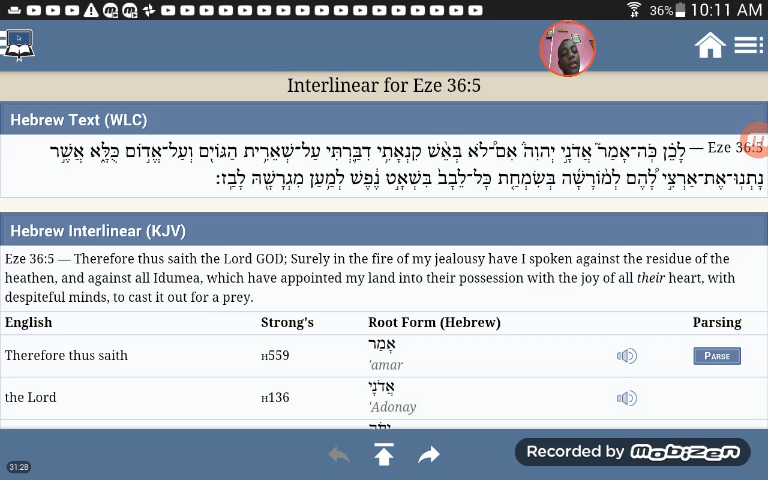 36% 10:11 AM
Interlinear for Eze 36:5
Hebrew Text (WLC)
Eze 36:5 — לָכֵ֗ן כֹּֽה־אָמַר֮ אֲדֹנָ֣י יְהוִה֒ אִם־לֹ֠א בְּאֵ֨שׁ קִנְאָתִ֥י דִבַּ֛רְתִּי עַל־שְׁאֵרִ֥ית הַגּוֹיִ֖ם וְעַל־אֱד֣וֹם כֻּלָּ֑א אֲשֶׁ֣ר
נָתְנֽוּ־אֶת־אַרְצִ֣י לָ֠הֶם לְמ֨וֹרָשָׁ֜ה בְּשִׂמְחַ֤ת כָּל־לֵבָב֙ בִּשְׁאָ֣ט נֶ֔פֶשׁ לְמַ֥עַן מִגְרָשָׁ֖הּ לָבַֽז׃
Hebrew Interlinear (KJV)
Eze 36:5 — Therefore thus saith the Lord GOD; Surely in the fire of my jealousy have I spoken against the residue of the
heathen, and against all Idumea, which have appointed my land into their possession with the joy of all their heart, with
despiteful minds, to cast it out for a prey.
English Strong's Root Form (Hebrew) Parsing
Therefore thus saith H559 אָמַר PARSE
'amar
the Lord H136 אֲדֹנָי
'Adonay
Recorded by MOBIZEN
31:28